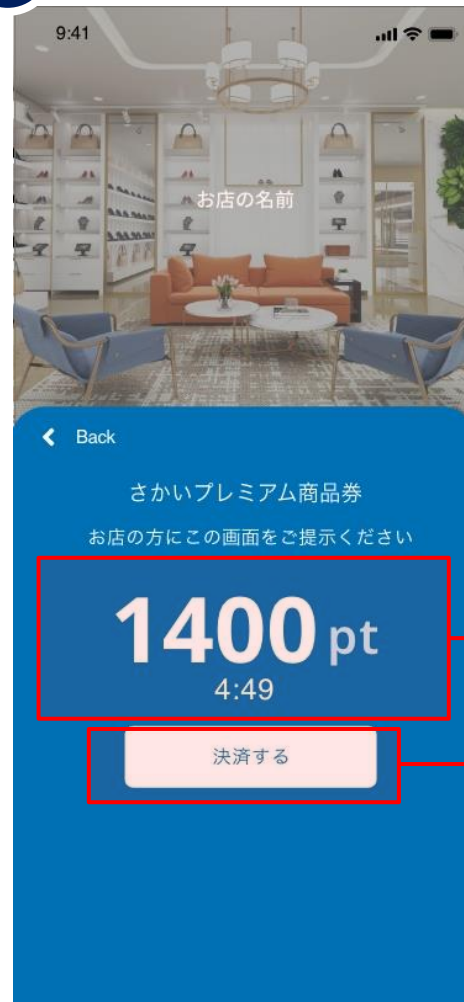 9:41
お店の名前
Back
さかいプレミアム商品券
お店の方にこの画面をご提示ください
1400 pt
4:49
決済する